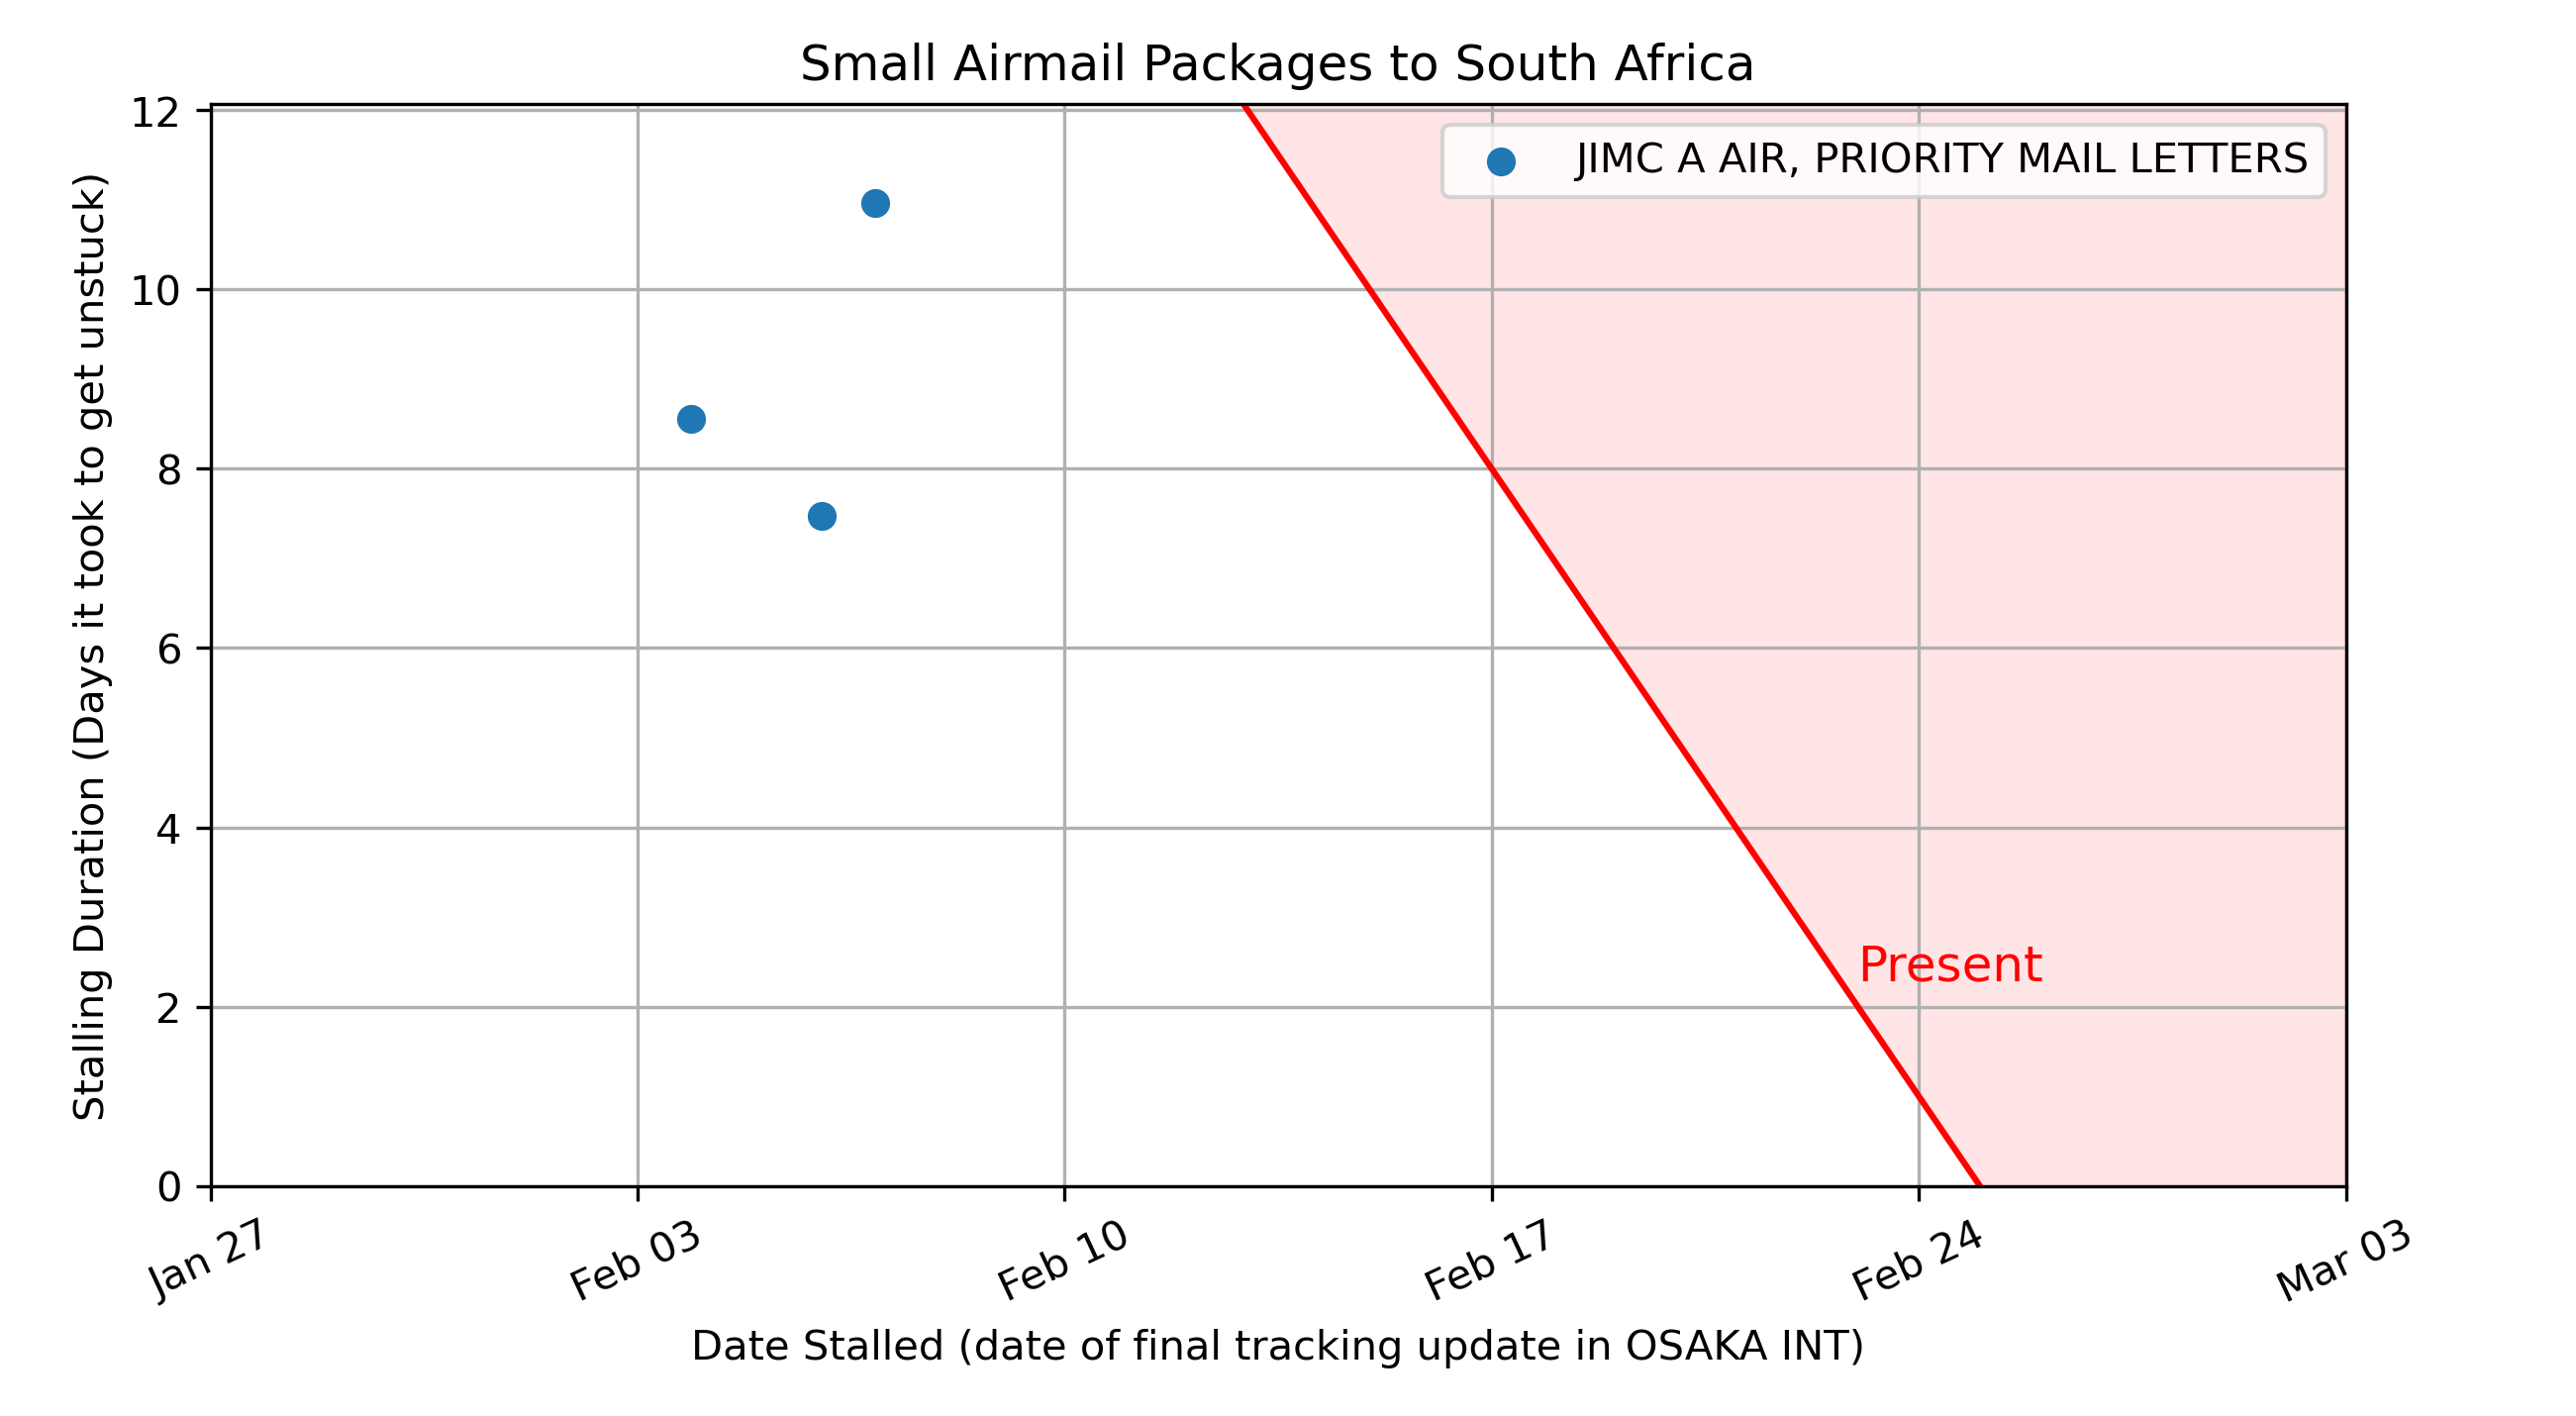 Small Airmail Packages to South Africa
JIMC A AIR, PRIORITY MAIL LETTERS
Stalling Duration (Days it took to get unstuck)
12
10
8
6
4
2
0
Present
Jan 27
Feb 03
Feb 10
Feb 17
Feb 24
Mar 03
Date Stalled (date of final tracking update in OSAKA INT)